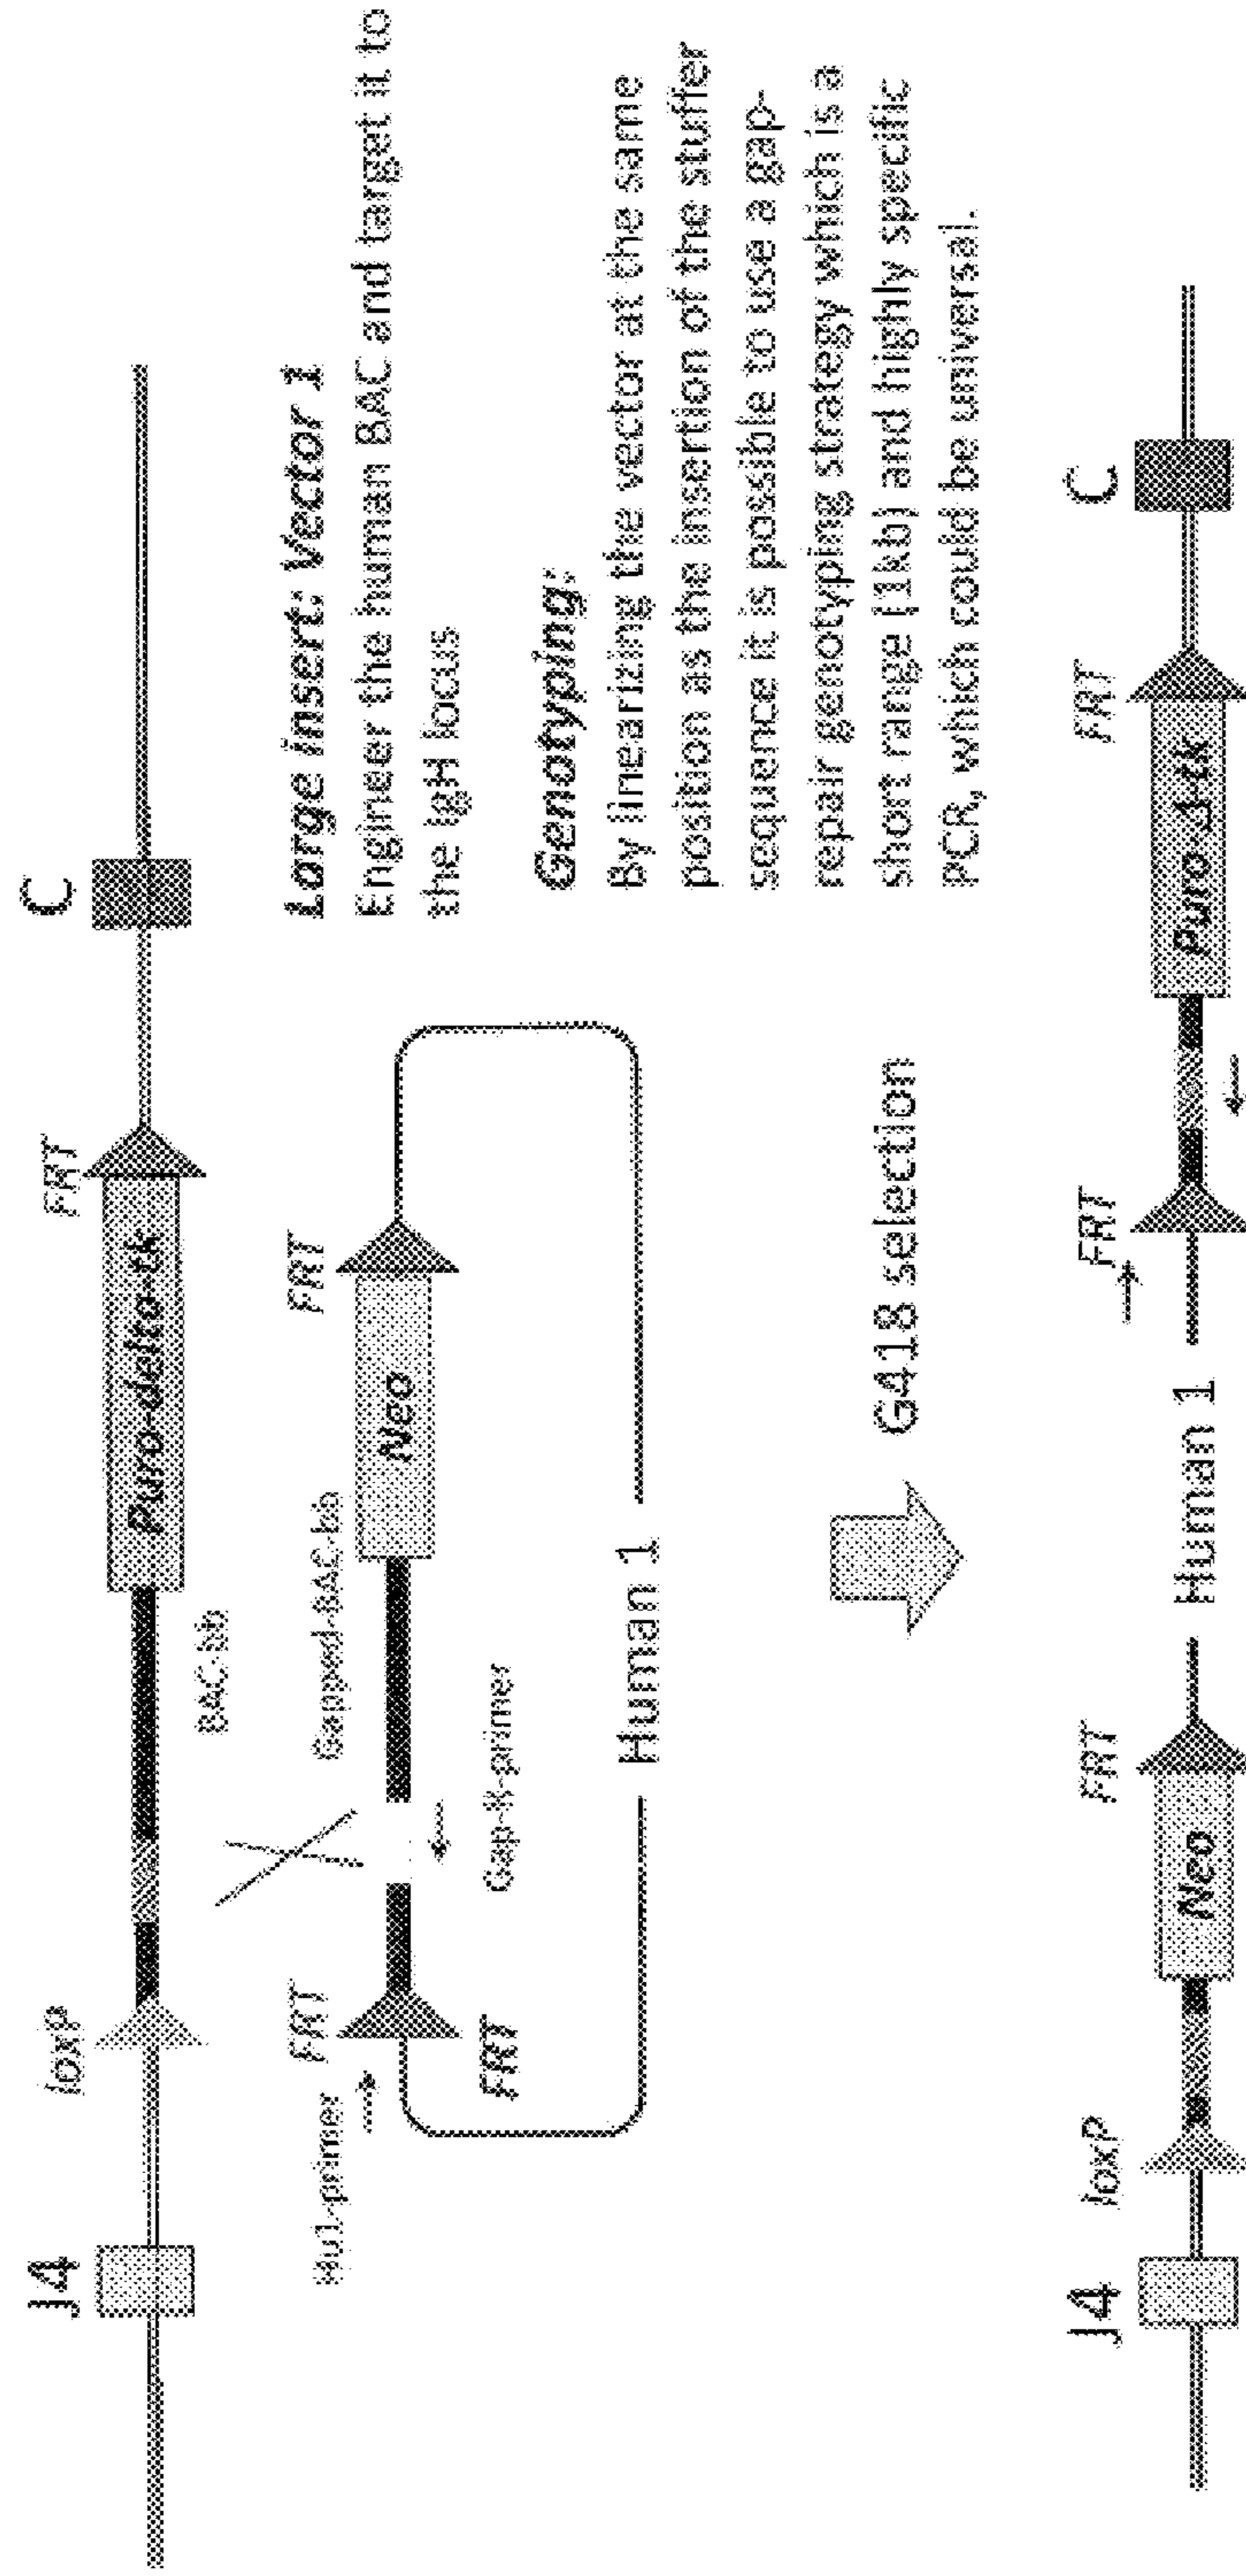 J4
loxP
Puro-delta-tk
FRT
C
BAC-bb
Hu1-primer
FRT
FRT
Gapped-BAC-bb
Neo
FRT
Gap-R-primer
Human 1
Large insert: Vector 1
Engineer the human BAC and target it to
the IgH locus
Genotyping:
By linearizing the vector at the same
position as the insertion of the stuffer
sequence it is possible to use a gap-
repair genotyping strategy which is a
short range (1kb) and highly specific
PCR, which could be universal.
G418 selection
J4
loxP
Neo
FRT
Human 1
FRT
Puro-Δ-tk
FRT
C